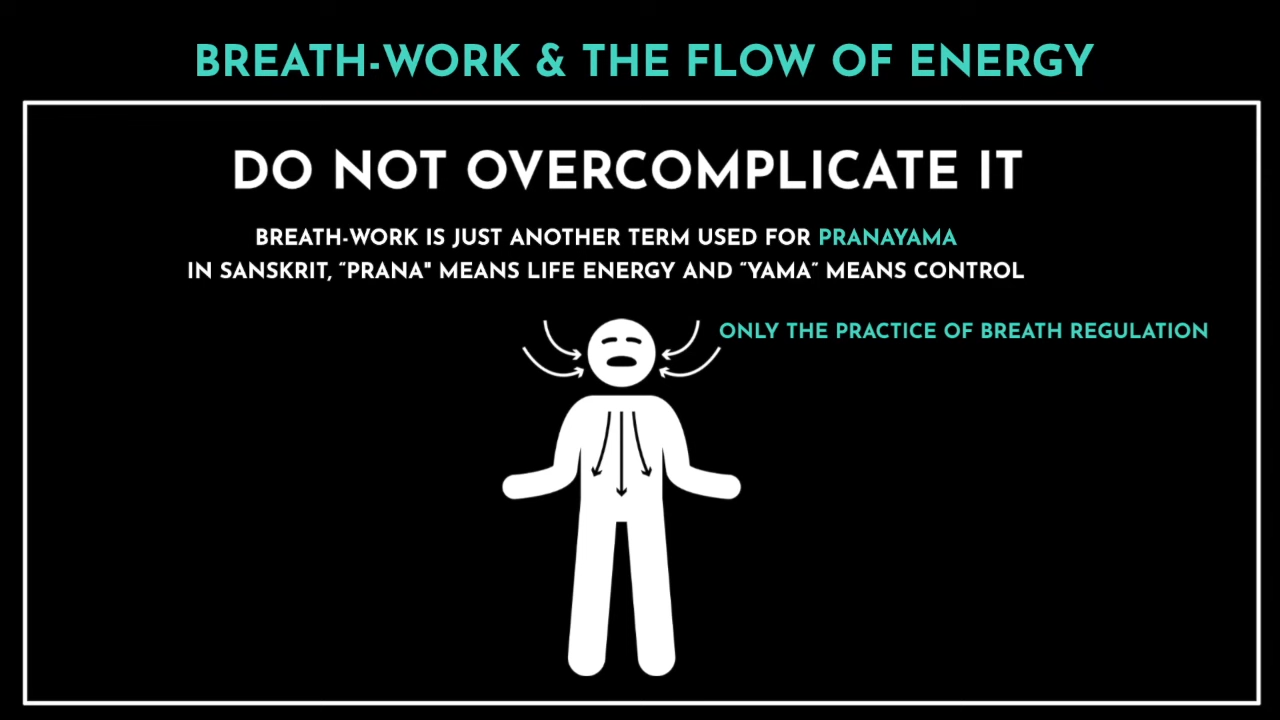 BREATH-WORK & THE FLOW OF ENERGY
DO NOT OVERCOMPLICATE IT
BREATH-WORK IS JUST ANOTHER TERM USED FOR PRANAYAMA
IN SANSKRIT, “PRANA" MEANS LIFE ENERGY AND “YAMA” MEANS CONTROL
ONLY THE PRACTICE OF BREATH REGULATION